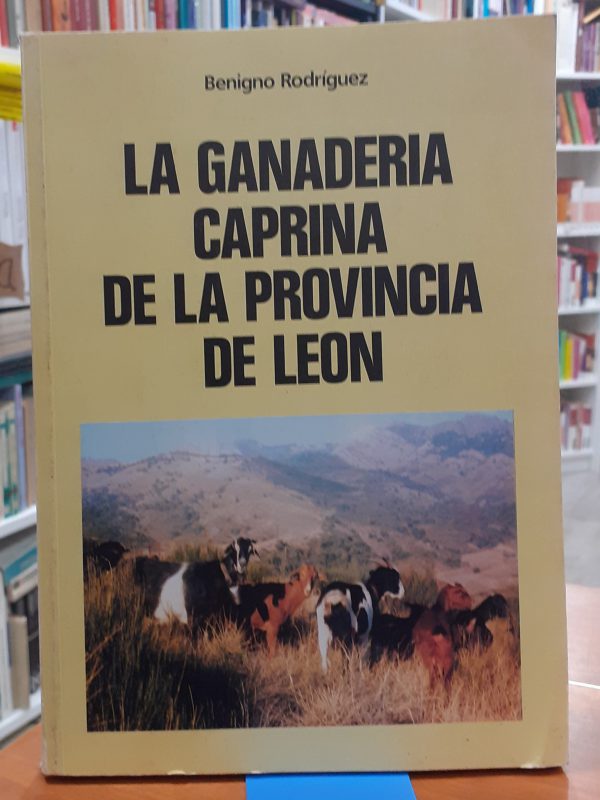 Benigno Rodríguez
LA GANADERIA
CAPRINA
DE LA PROVINCIA
DE LEON